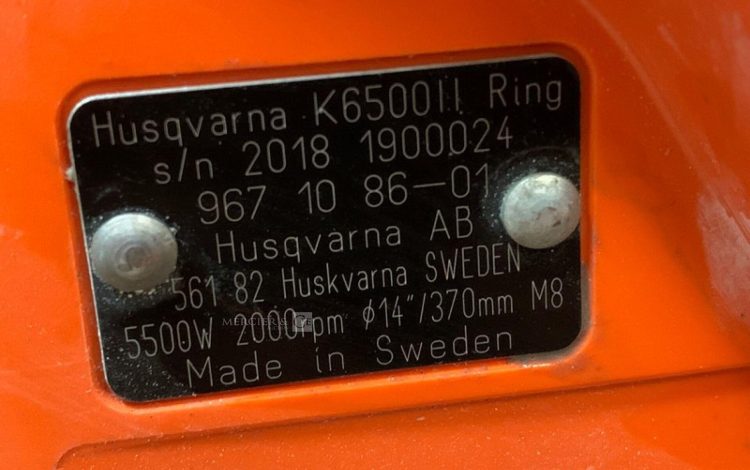 Husqvarna K6500II Ring
s/n 2018 1900024
967 10 86-01
Husqvarna AB
561 82 Huskvarna SWEDEN
5500W 2000rpm ϕ14"/370mm M8
Made in Sweden
MERCIER &